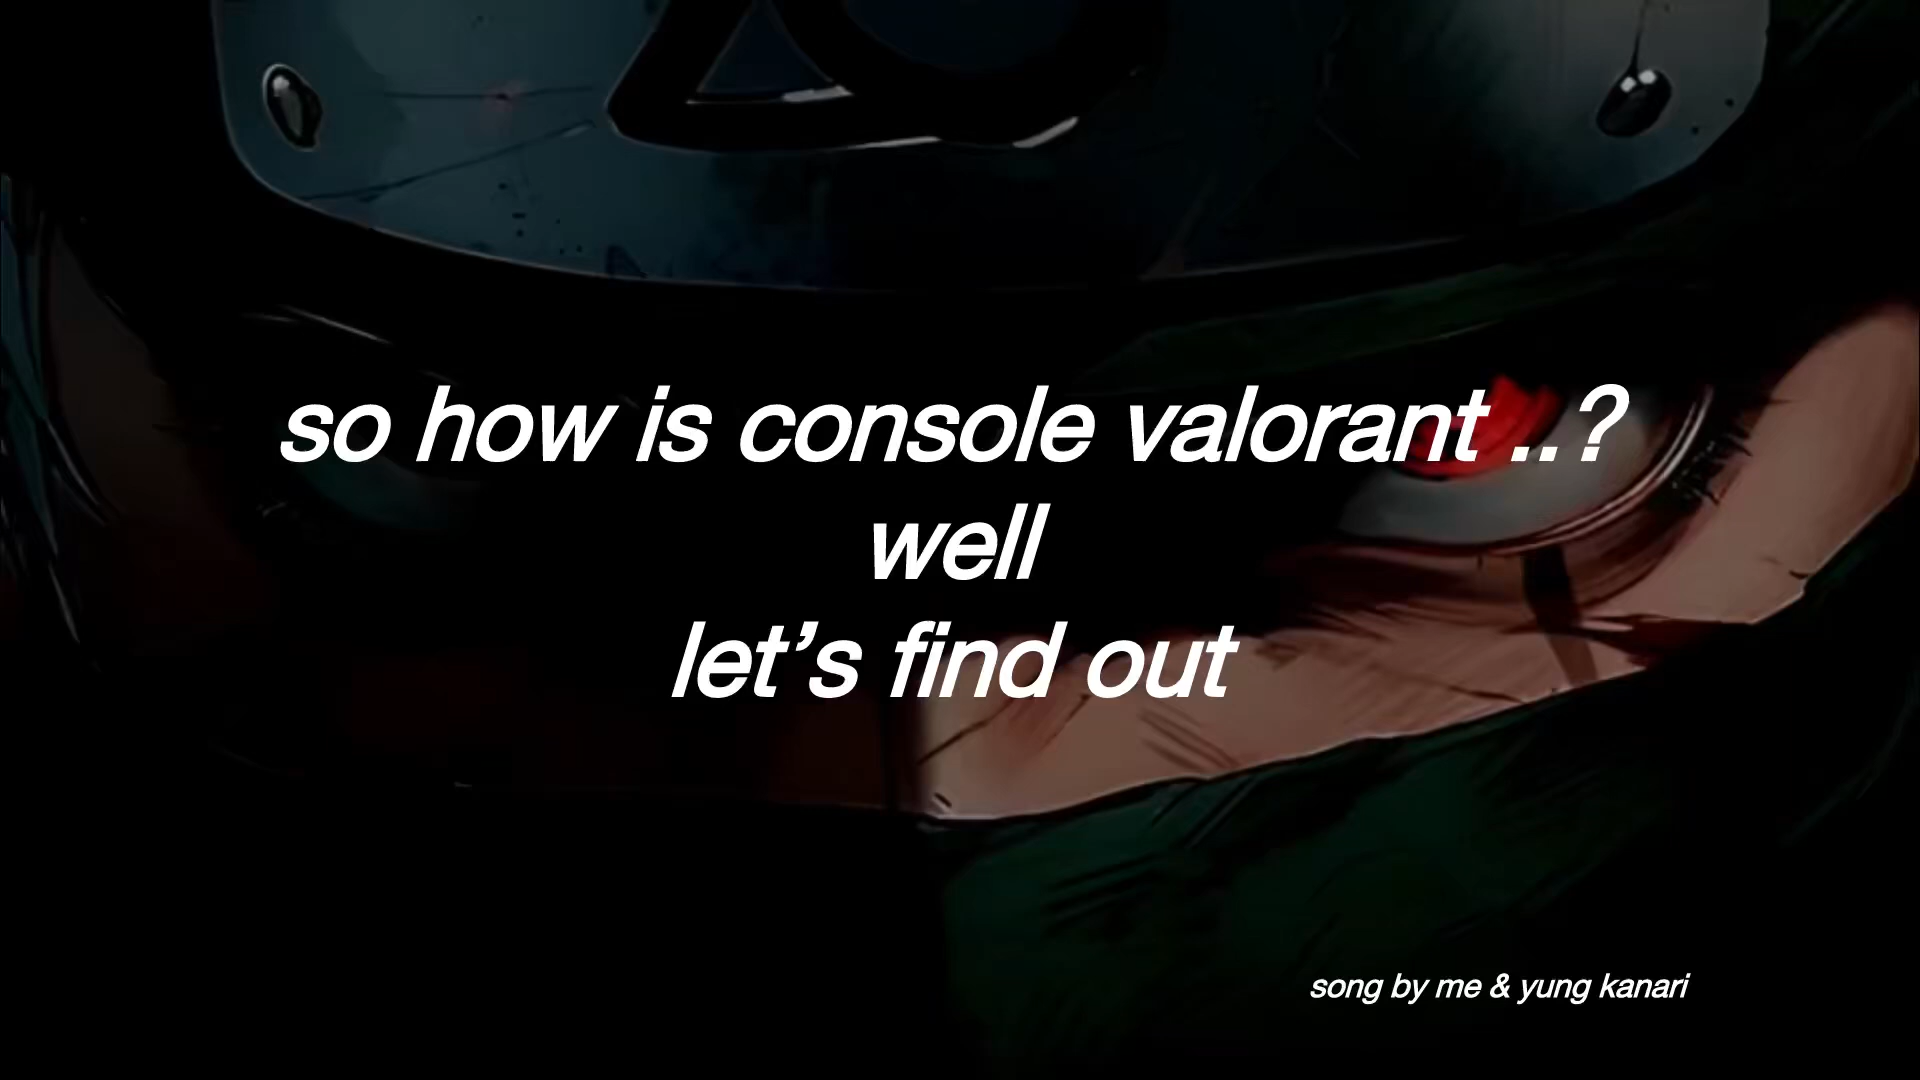 so how is console valorant ..?
well
let’s find out
song by me & yung kanari